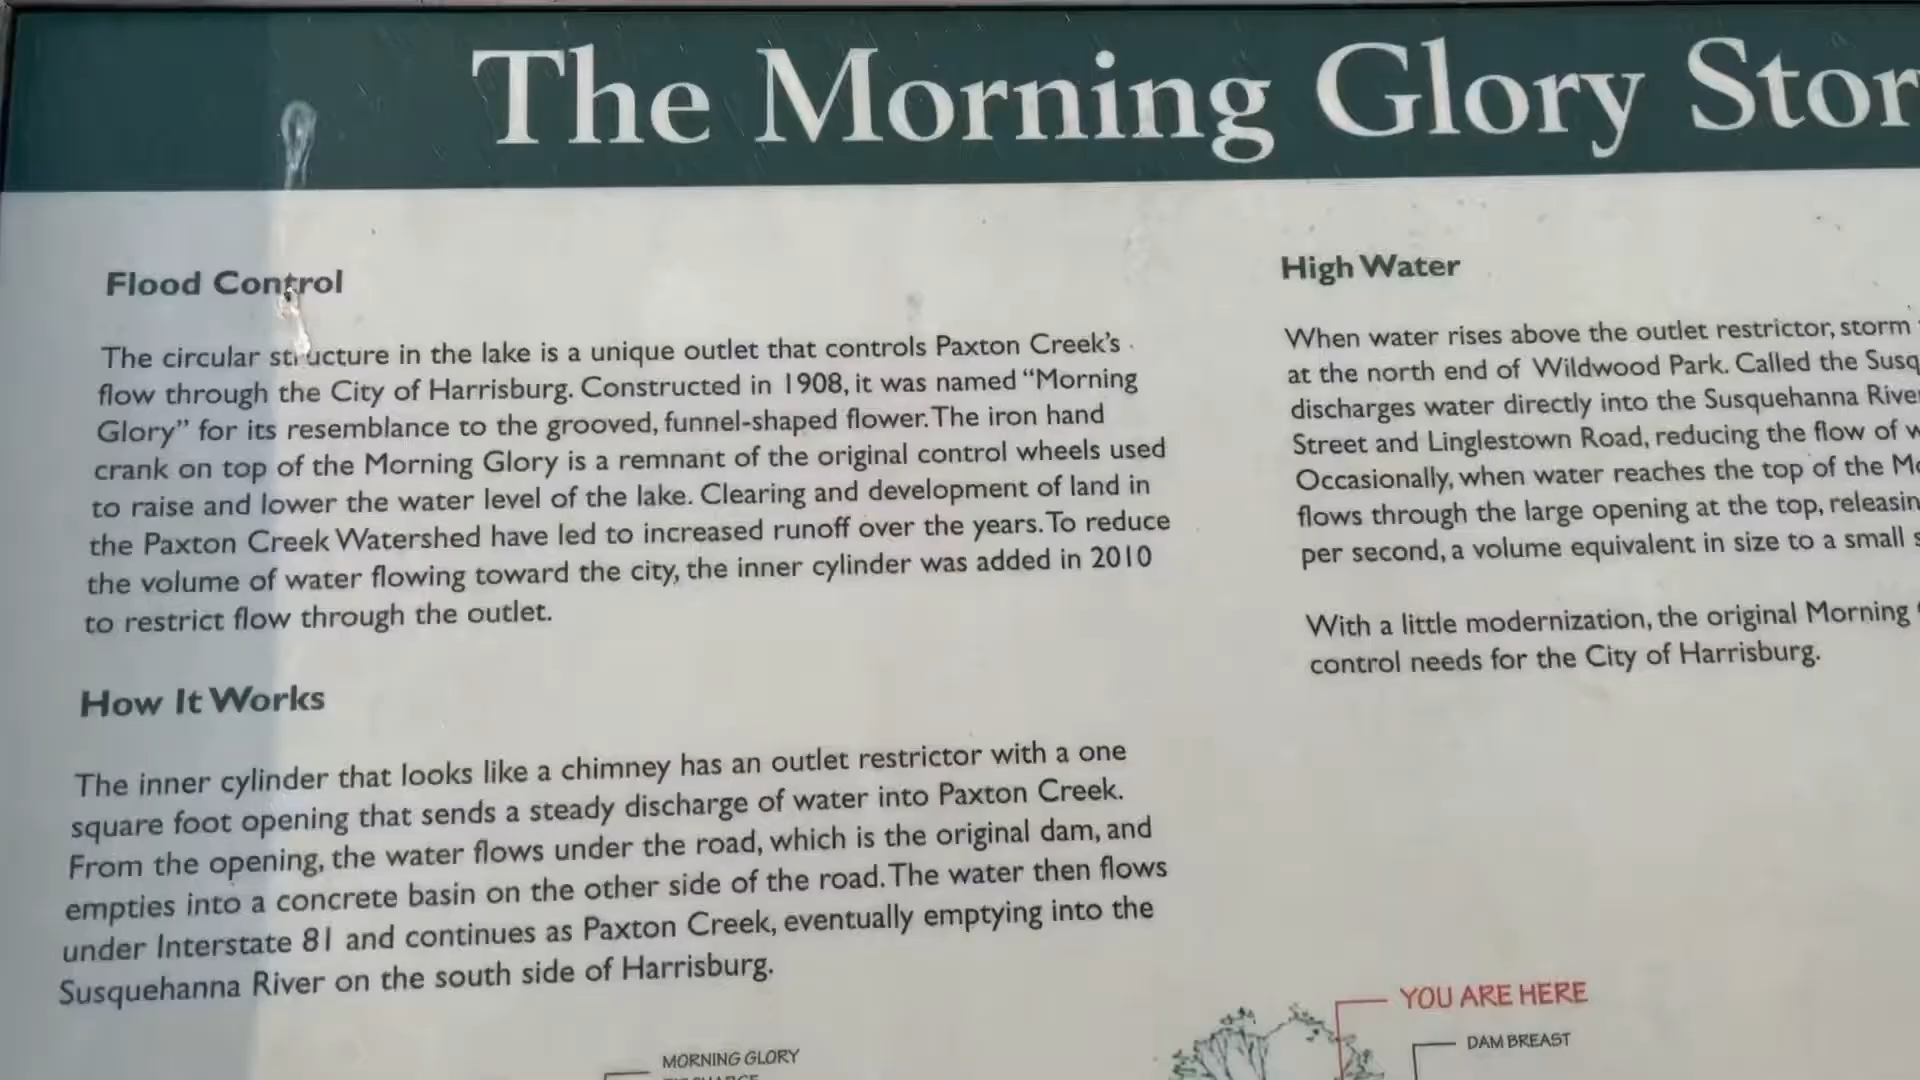 The Morning Glory Stor
Flood Control
The circular structure in the lake is a unique outlet that controls Paxton Creek's
flow through the City of Harrisburg. Constructed in 1908, it was named “Morning
Glory” for its resemblance to the grooved, funnel-shaped flower. The iron hand
crank on top of the Morning Glory is a remnant of the original control wheels used
to raise and lower the water level of the lake. Clearing and development of land in
the Paxton Creek Watershed have led to increased runoff over the years. To reduce
the volume of water flowing toward the city, the inner cylinder was added in 2010
to restrict flow through the outlet.
How It Works
The inner cylinder that looks like a chimney has an outlet restrictor with a one
square foot opening that sends a steady discharge of water into Paxton Creek.
From the opening, the water flows under the road, which is the original dam, and
empties into a concrete basin on the other side of the road. The water then flows
under Interstate 81 and continues as Paxton Creek, eventually emptying into the
Susquehanna River on the south side of Harrisburg.
High Water
When water rises above the outlet restrictor, storm
at the north end of Wildwood Park. Called the Susq
discharges water directly into the Susquehanna River
Street and Linglestown Road, reducing the flow of w
Occasionally, when water reaches the top of the Mo
flows through the large opening at the top, releasin
per second, a volume equivalent in size to a small s
With a little modernization, the original Morning
control needs for the City of Harrisburg.
YOU ARE HERE
DAM BREAST
MORNING GLORY